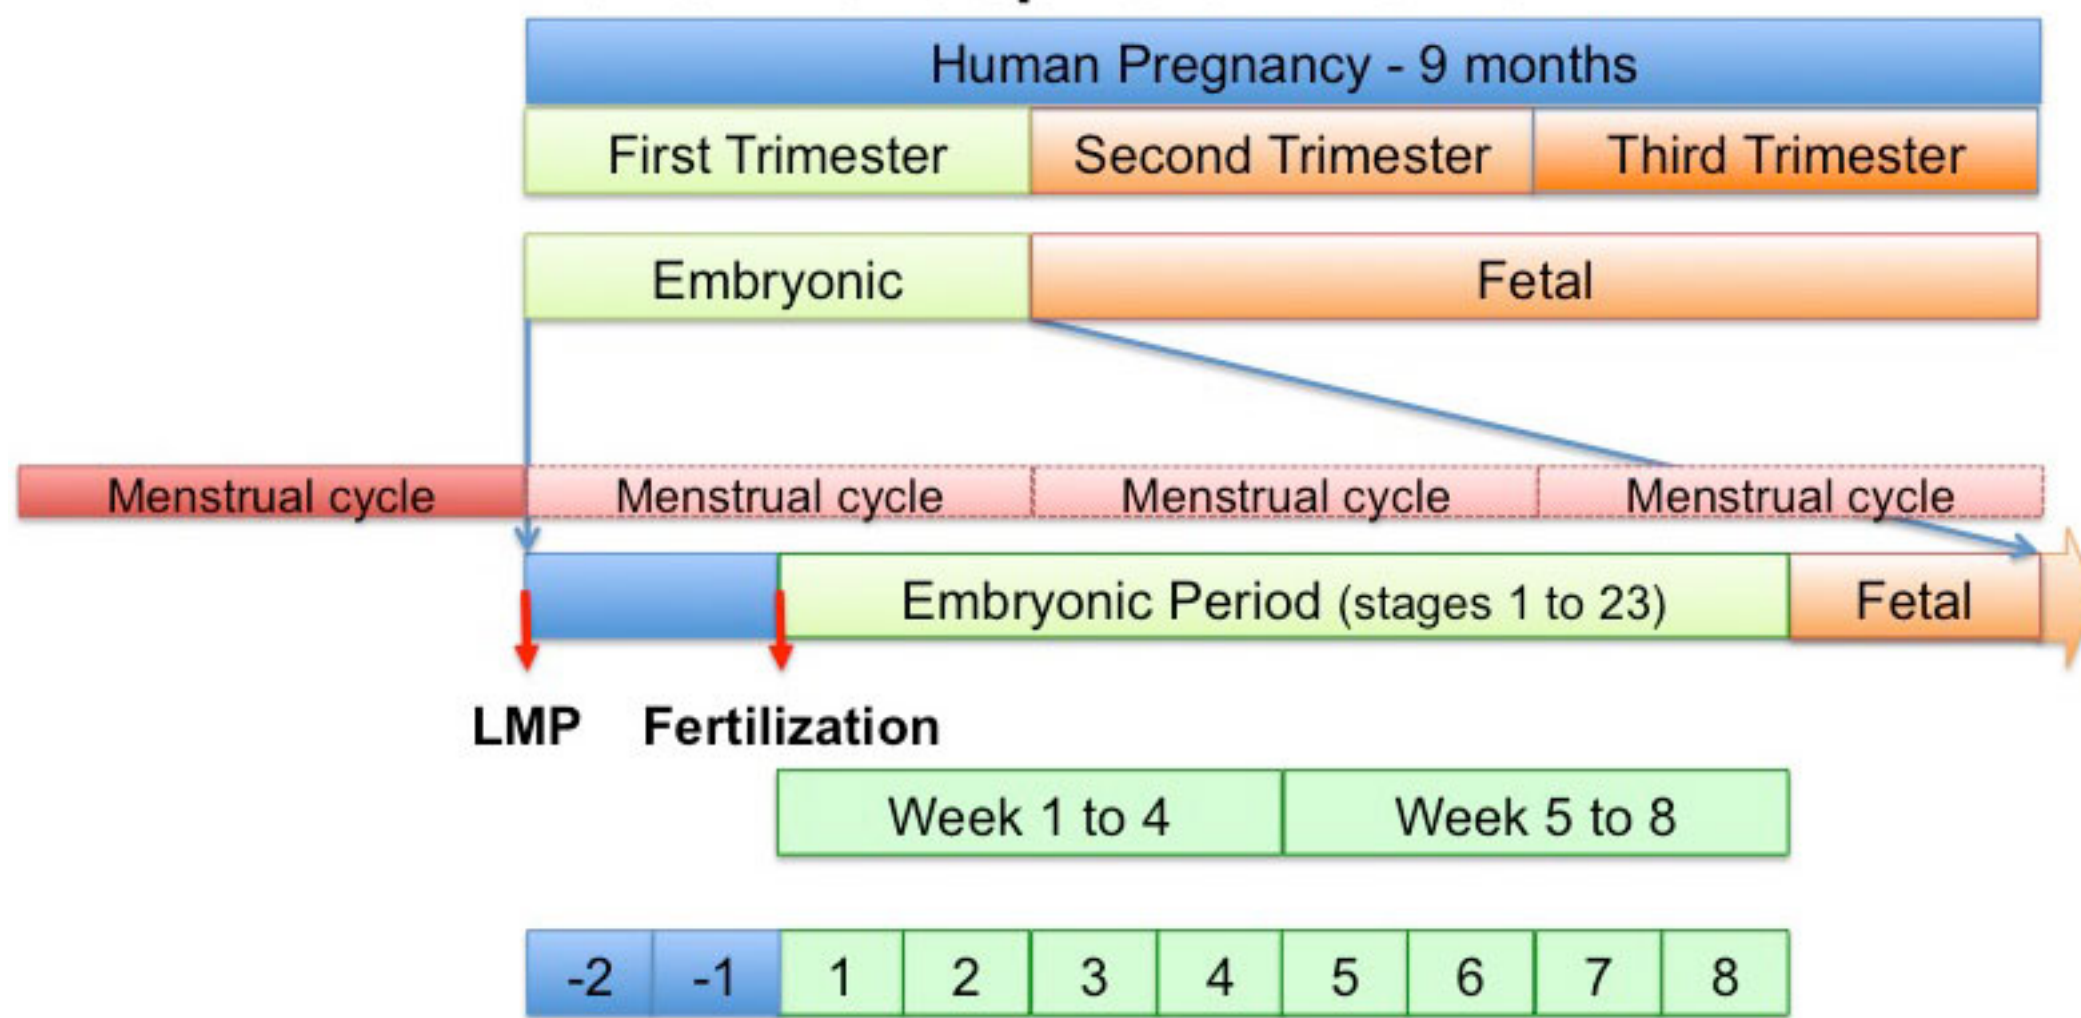 Human Pregnancy - 9 months
First Trimester Second Trimester Third Trimester
Embryonic Fetal
Menstrual cycle Menstrual cycle Menstrual cycle Menstrual cycle
Embryonic Period (stages 1 to 23) Fetal
LMP Fertilization
Week 1 to 4 Week 5 to 8
-2 -1 1 2 3 4 5 6 7 8